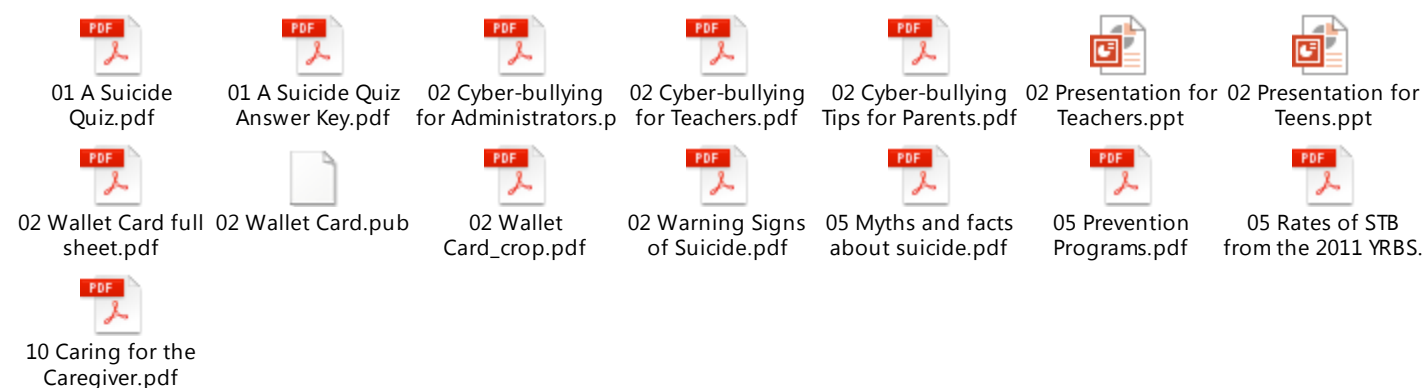 PDF PDF PDF PDF PDF
01 A Suicide 01 A Suicide Quiz 02 Cyber-bullying 02 Cyber-bullying 02 Cyber-bullying 02 Presentation for 02 Presentation for
Quiz.pdf Answer Key.pdf for Administrators.p for Teachers.pdf Tips for Parents.pdf Teachers.ppt Teens.ppt
PDF PDF PDF PDF PDF PDF
02 Wallet Card full 02 Wallet Card.pub 02 Wallet 02 Warning Signs 05 Myths and facts 05 Prevention 05 Rates of STB
sheet.pdf Card_crop.pdf of Suicide.pdf about suicide.pdf Programs.pdf from the 2011 YRBS.
PDF
10 Caring for the
Caregiver.pdf